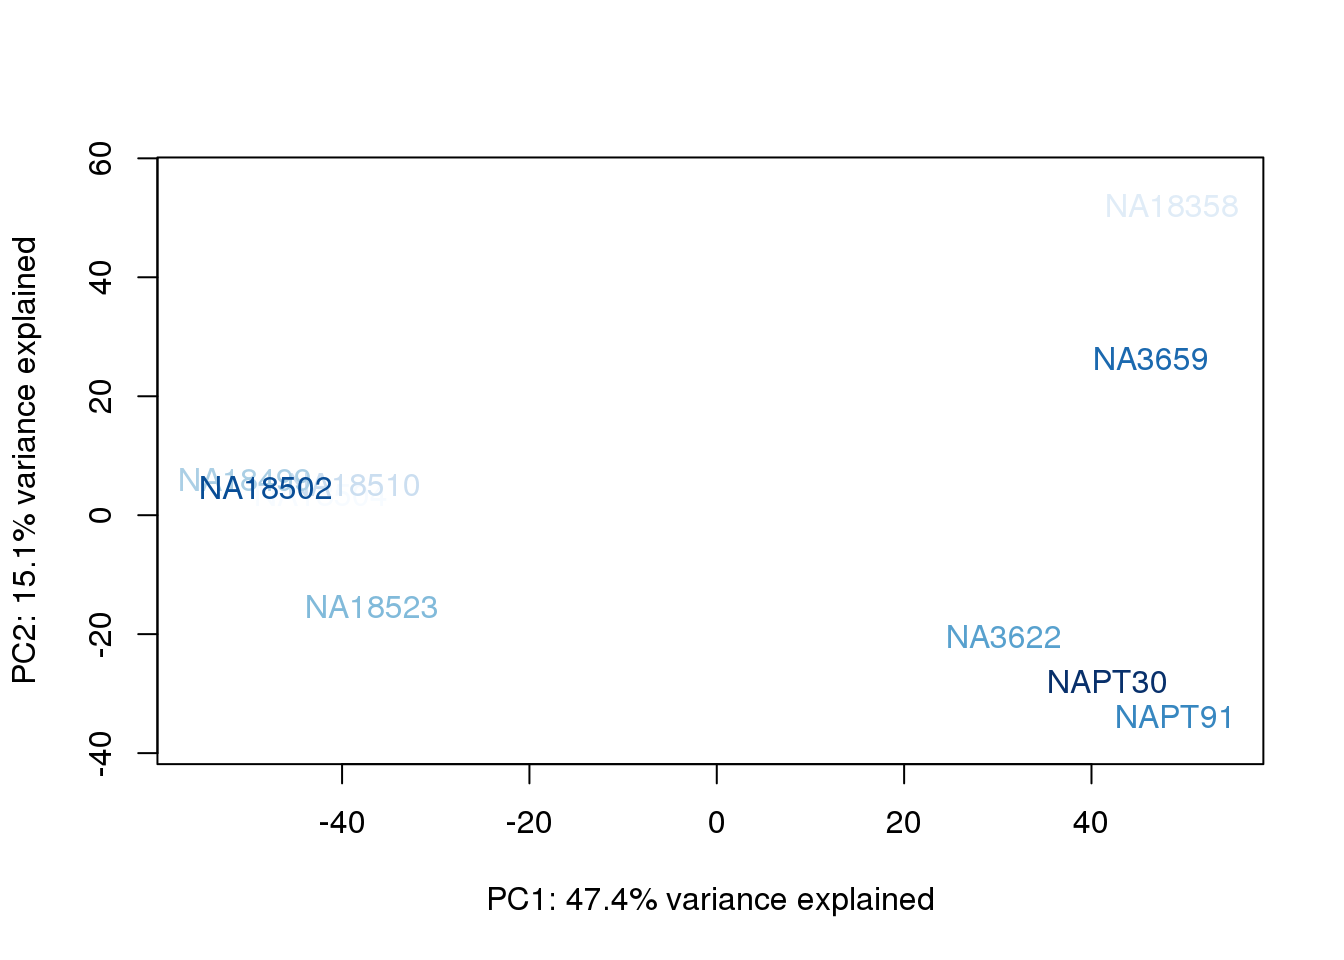 60
40
20
0
-20
-40
PC2: 15.1% variance explained
NA18358
NA3659
NA18499
18510
NA18502
NA18523
NA3622
NAPT30
NAPT91
-40 -20 0 20 40
PC1: 47.4% variance explained